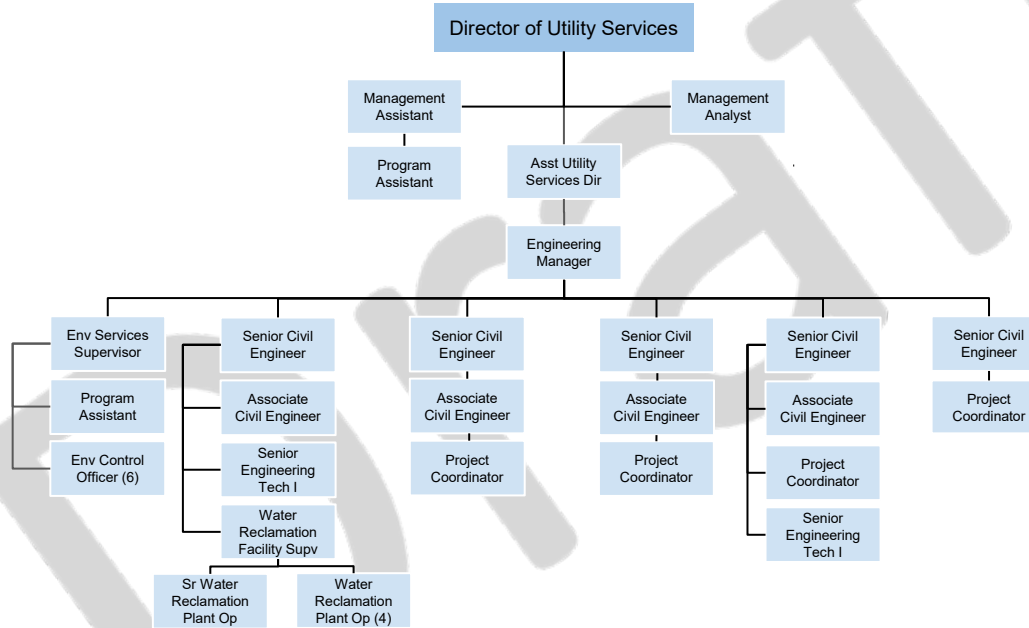 Director of Utility Services
Management
Assistant
Management
Analyst
Program
Assistant
Asst Utility
Services Dir
Engineering
Manager
Env Services
Supervisor
Senior Civil
Engineer
Senior Civil
Engineer
Senior Civil
Engineer
Senior Civil
Engineer
Senior Civil
Engineer
Program
Assistant
Associate
Civil Engineer
Associate
Civil Engineer
Associate
Civil Engineer
Associate
Civil Engineer
Project
Coordinator
Env Control
Officer (6)
Senior
Engineering
Tech I
Project
Coordinator
Project
Coordinator
Project
Coordinator
Water
Reclamation
Facility Supv
Senior
Engineering
Tech I
Sr Water
Reclamation
Plant Op
Water
Reclamation
Plant Op (4)